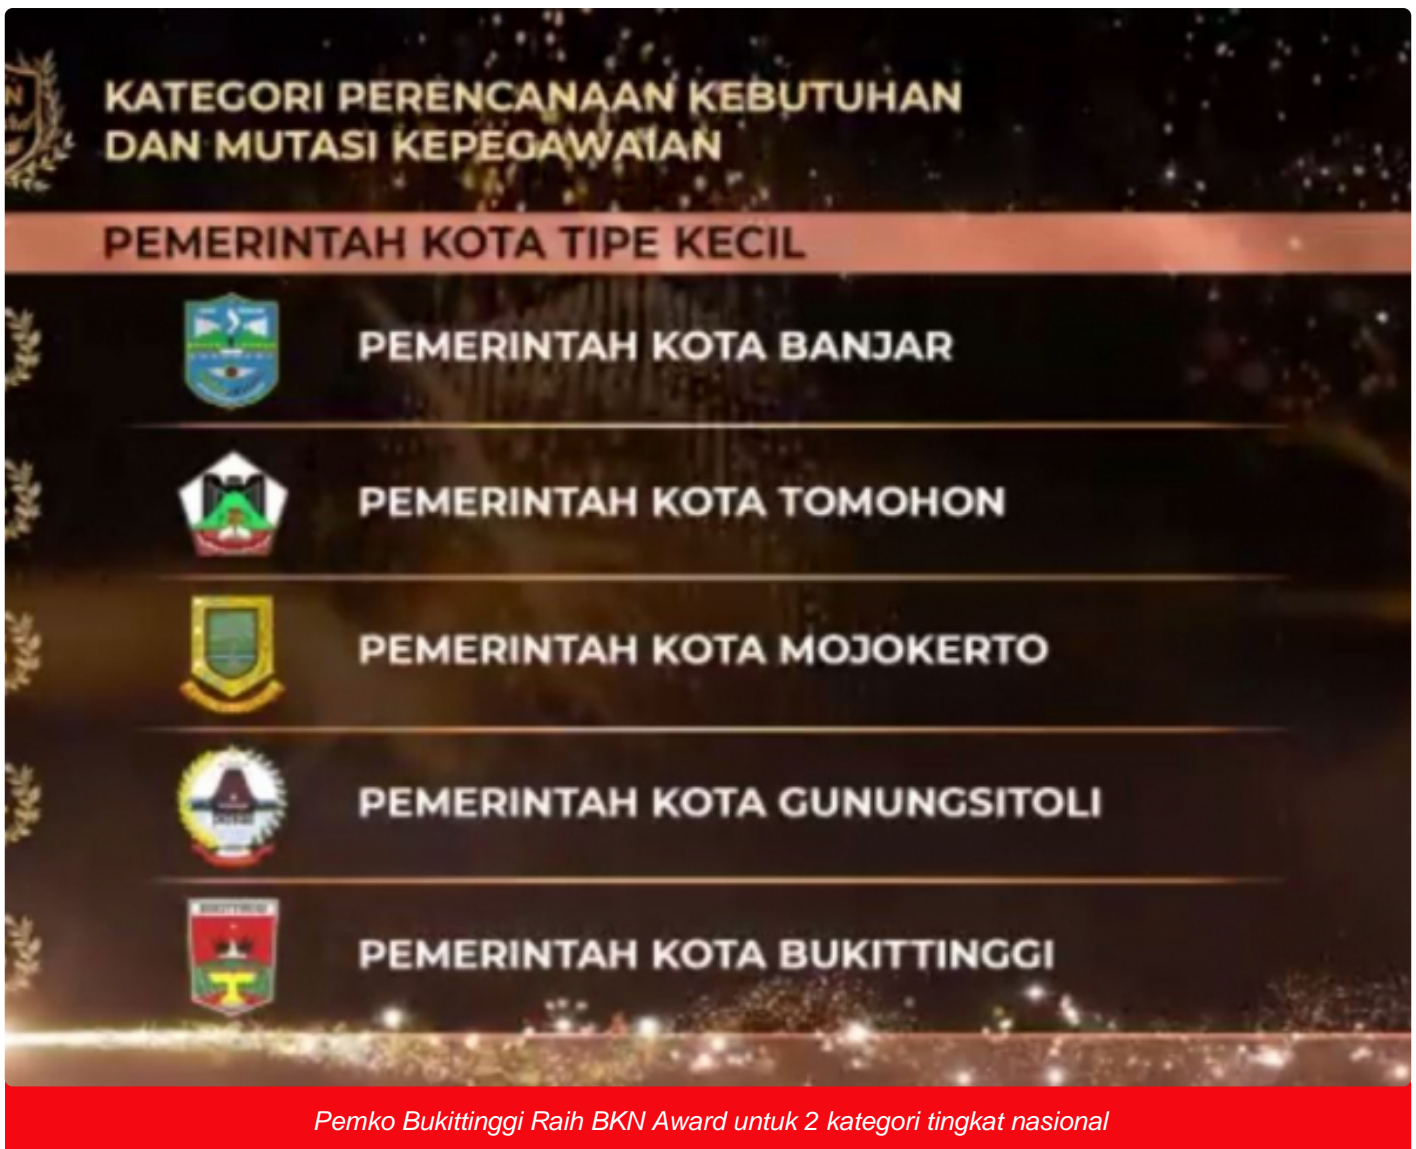 KATEGORI PERENCANAAN KEBUTUHAN
DAN MUTASI KEPEGAWAIAN
PEMERINTAH KOTA TIPE KECIL
PEMERINTAH KOTA BANJAR
PEMERINTAH KOTA TOMOHON
PEMERINTAH KOTA MOJOKERTO
PEMERINTAH KOTA GUNUNGSITOLI
BUKITTINGGI
PEMERINTAH KOTA BUKITTINGGI
Pemko Bukittinggi Raih BKN Award untuk 2 kategori tingkat nasional